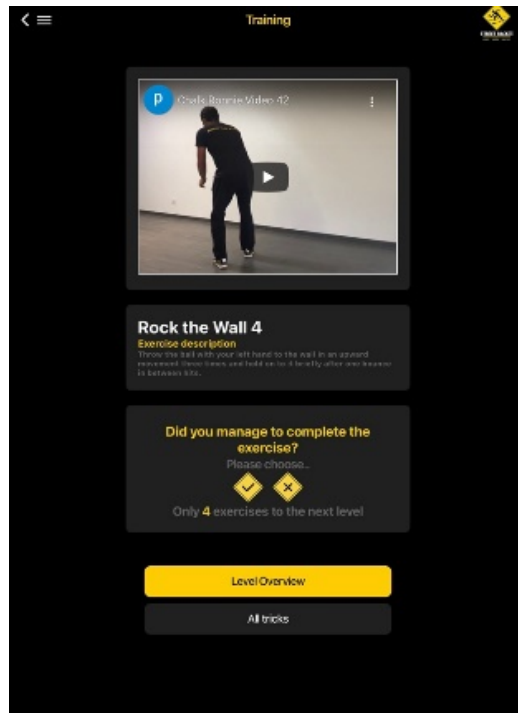 Training
P
Chalk Ronnie Video 42
Rock the Wall 4
Exercise description
Throw the ball with your left hand to the wall in an upward
movement three times and hold on to it briefly after one bounce
in between hits.
Did you manage to complete the
exercise?
Please choose..
Only 4 exercises to the next level
Level Overview
All tricks